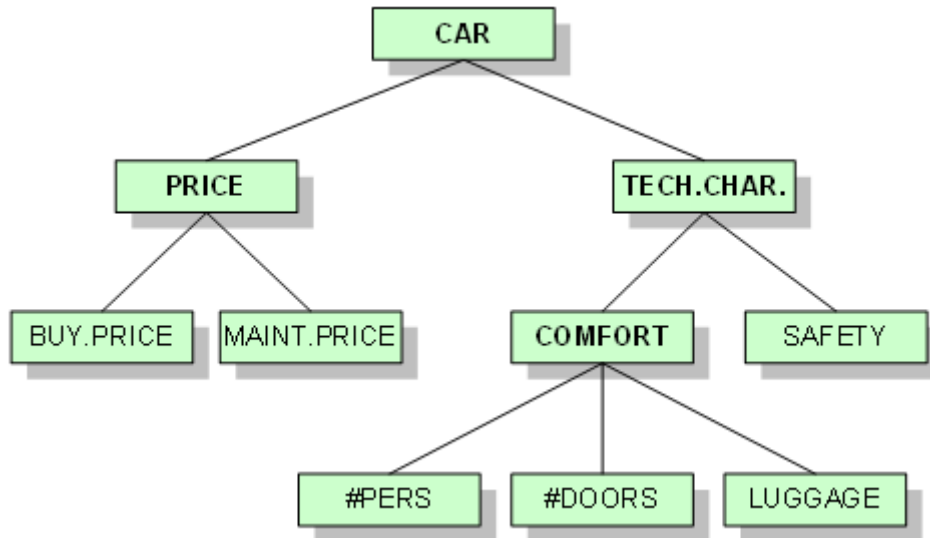 CAR
PRICE
TECH.CHAR.
BUY.PRICE
MAINT.PRICE
COMFORT
SAFETY
#PERS
#DOORS
LUGGAGE